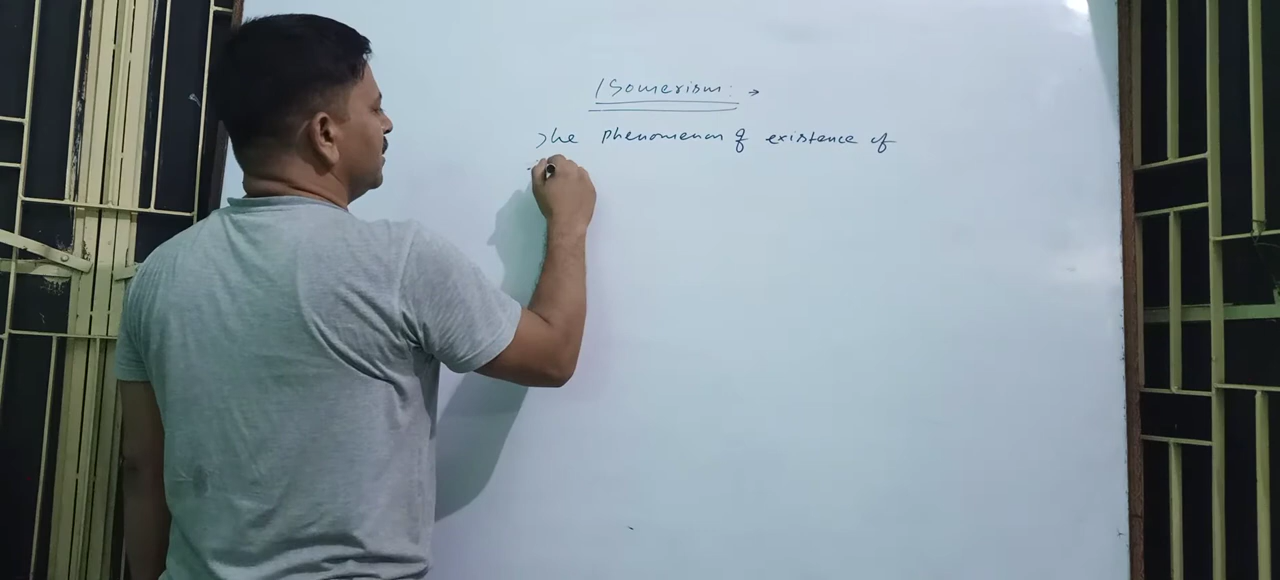 Isomerism: →
The phenomenon of existence of